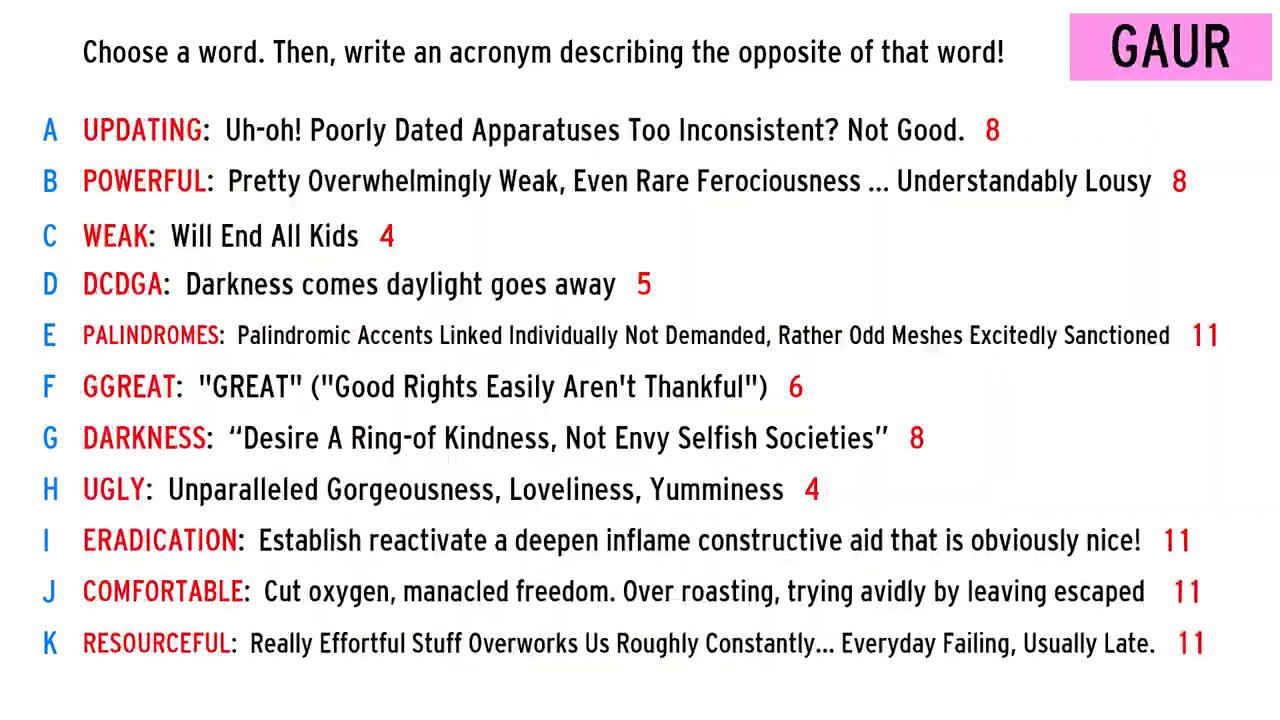 Choose a word. Then, write an acronym describing the opposite of that word!
GAUR
A UPDATING: Uh-oh! Poorly Dated Apparatuses Too Inconsistent? Not Good. 8
B POWERFUL: Pretty Overwhelmingly Weak, Even Rare Ferociousness ... Understandably Lousy 8
C WEAK: Will End All Kids 4
D DCDGA: Darkness comes daylight goes away 5
E PALINDROMES: Palindromic Accents Linked Individually Not Demanded, Rather Odd Meshes Excitedly Sanctioned 11
F GGREAT: "GREAT" ("Good Rights Easily Aren't Thankful") 6
G DARKNESS: “Desire A Ring-of Kindness, Not Envy Selfish Societies” 8
H UGLY: Unparalleled Gorgeousness, Loveliness, Yumminess 4
I ERADICATION: Establish reactivate a deepen inflame constructive aid that is obviously nice! 11
J COMFORTABLE: Cut oxygen, manacled freedom. Over roasting, trying avidly by leaving escaped 11
K RESOURCEFUL: Really Effortful Stuff Overworks Us Roughly Constantly... Everyday Failing, Usually Late. 11